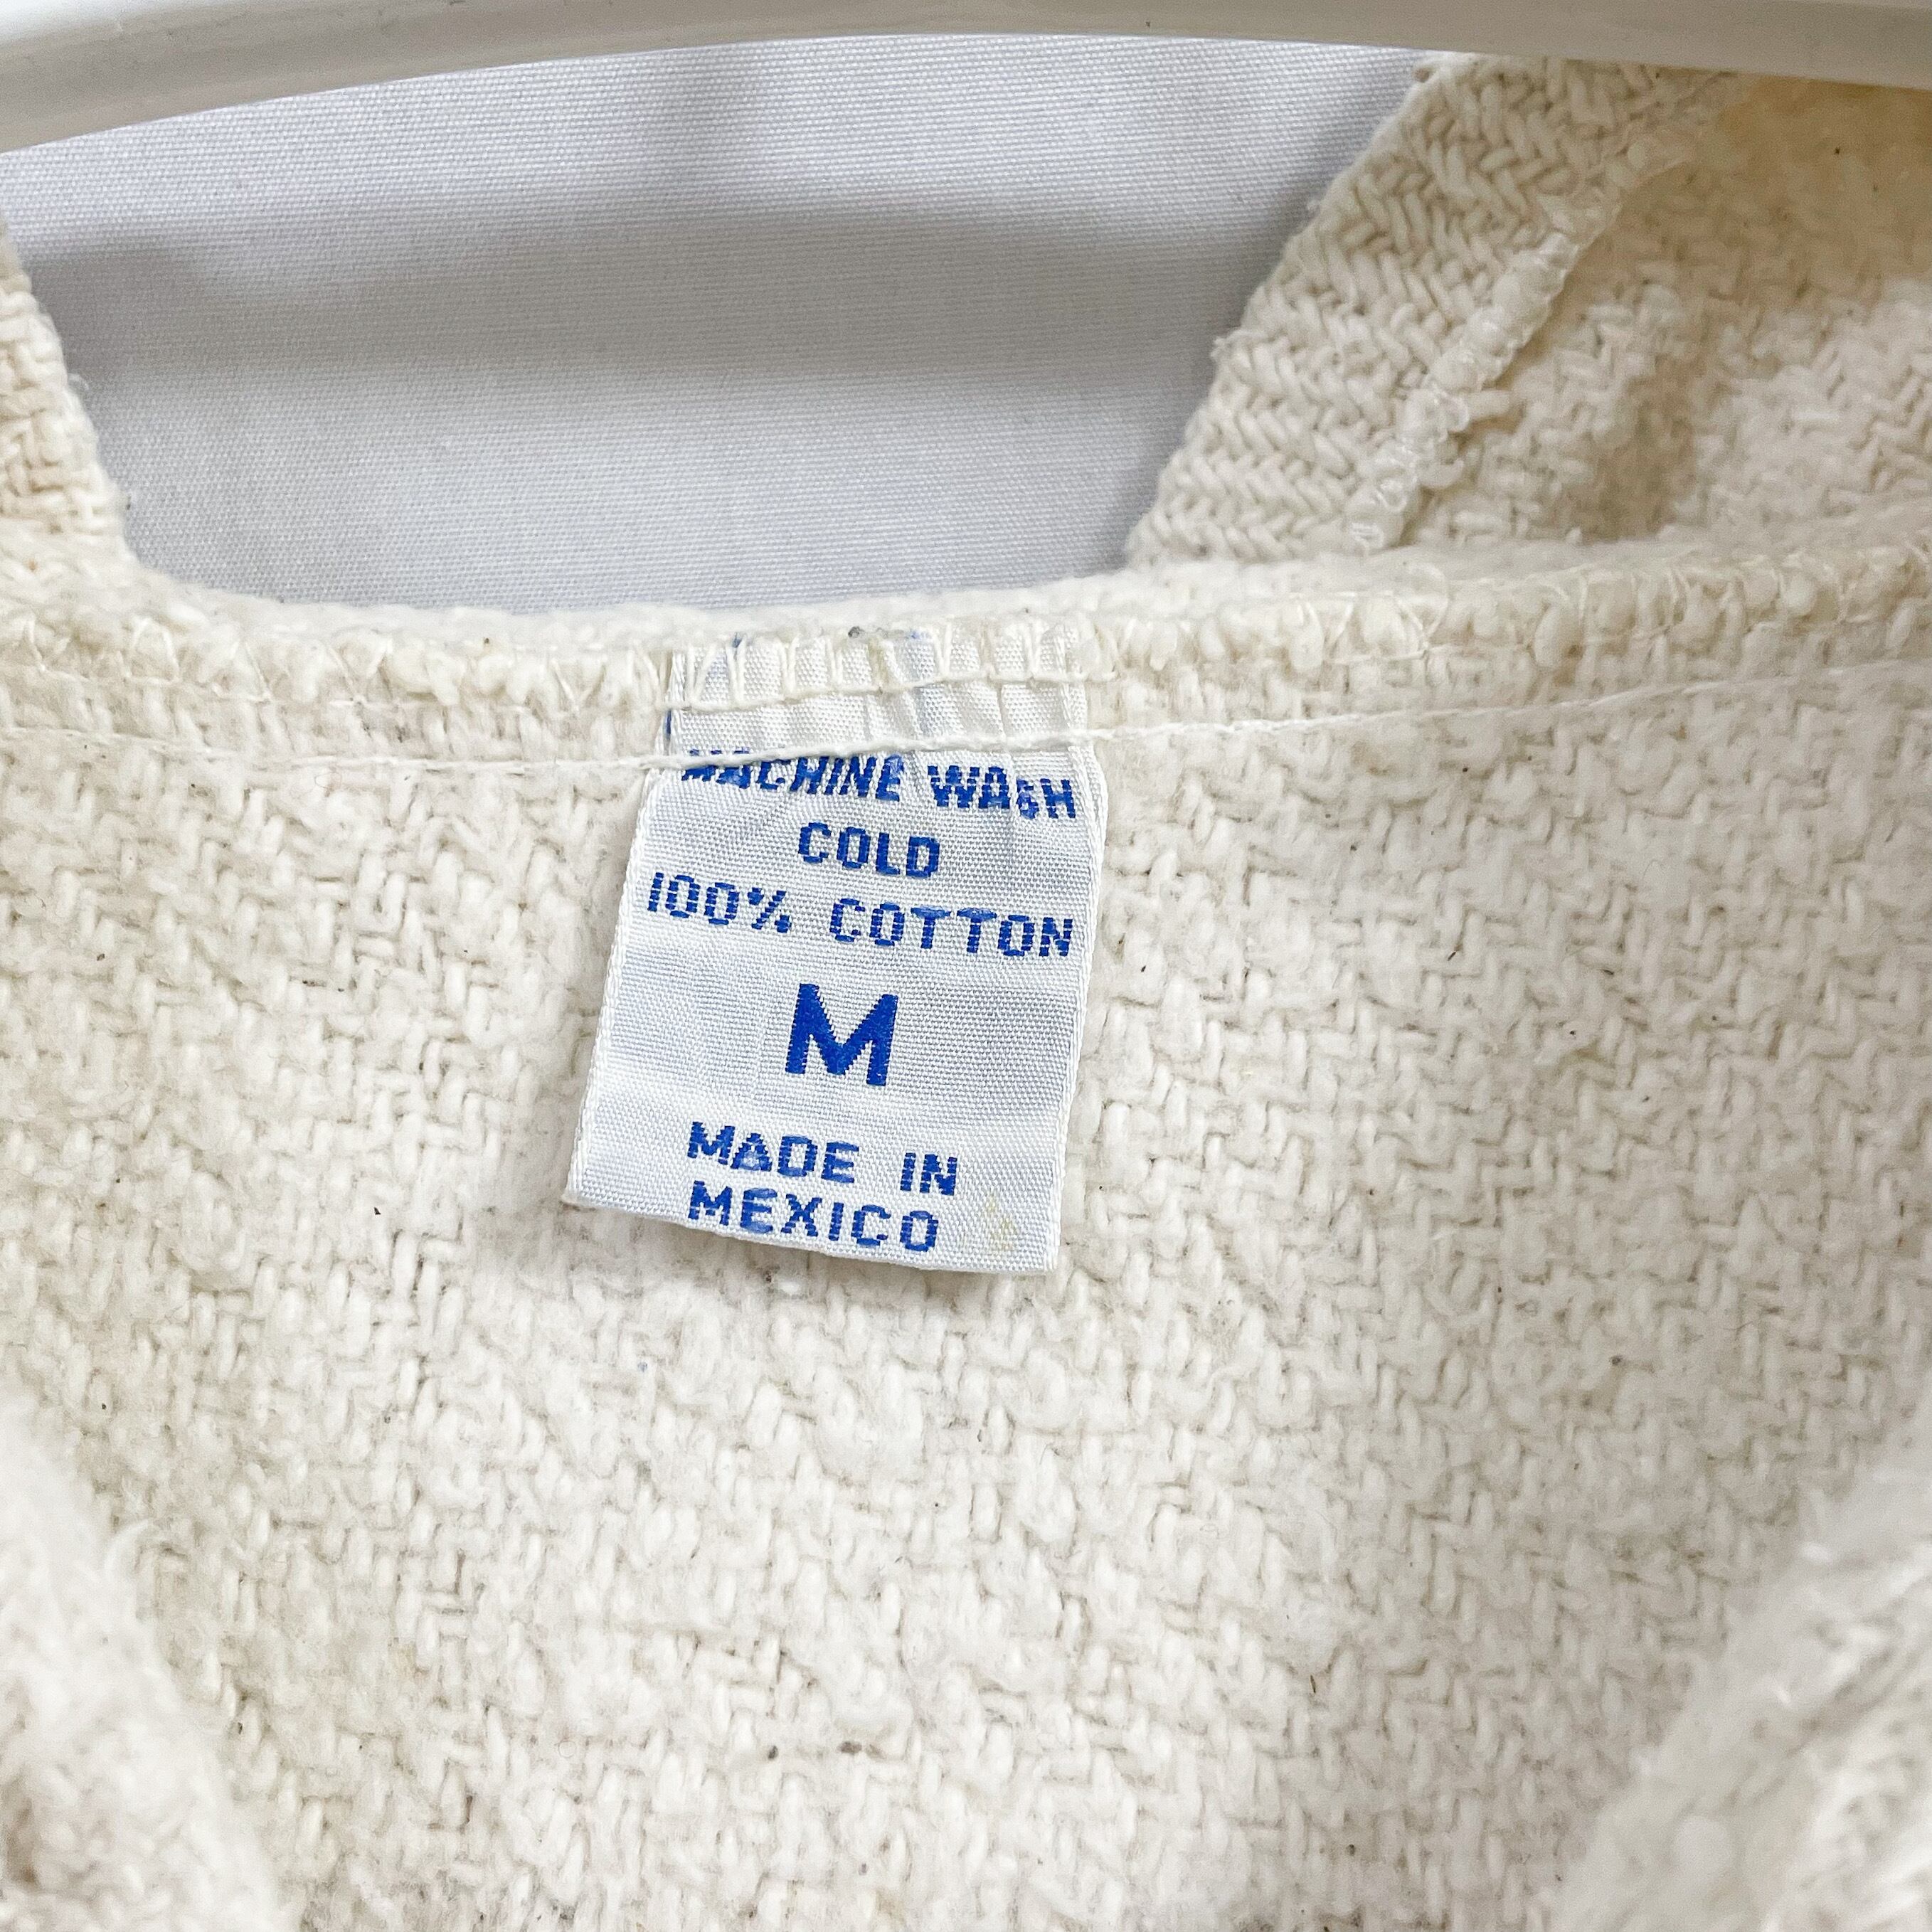 MACHINE WASH
COLD
100% COTTON
M
MADE IN
MEXICO